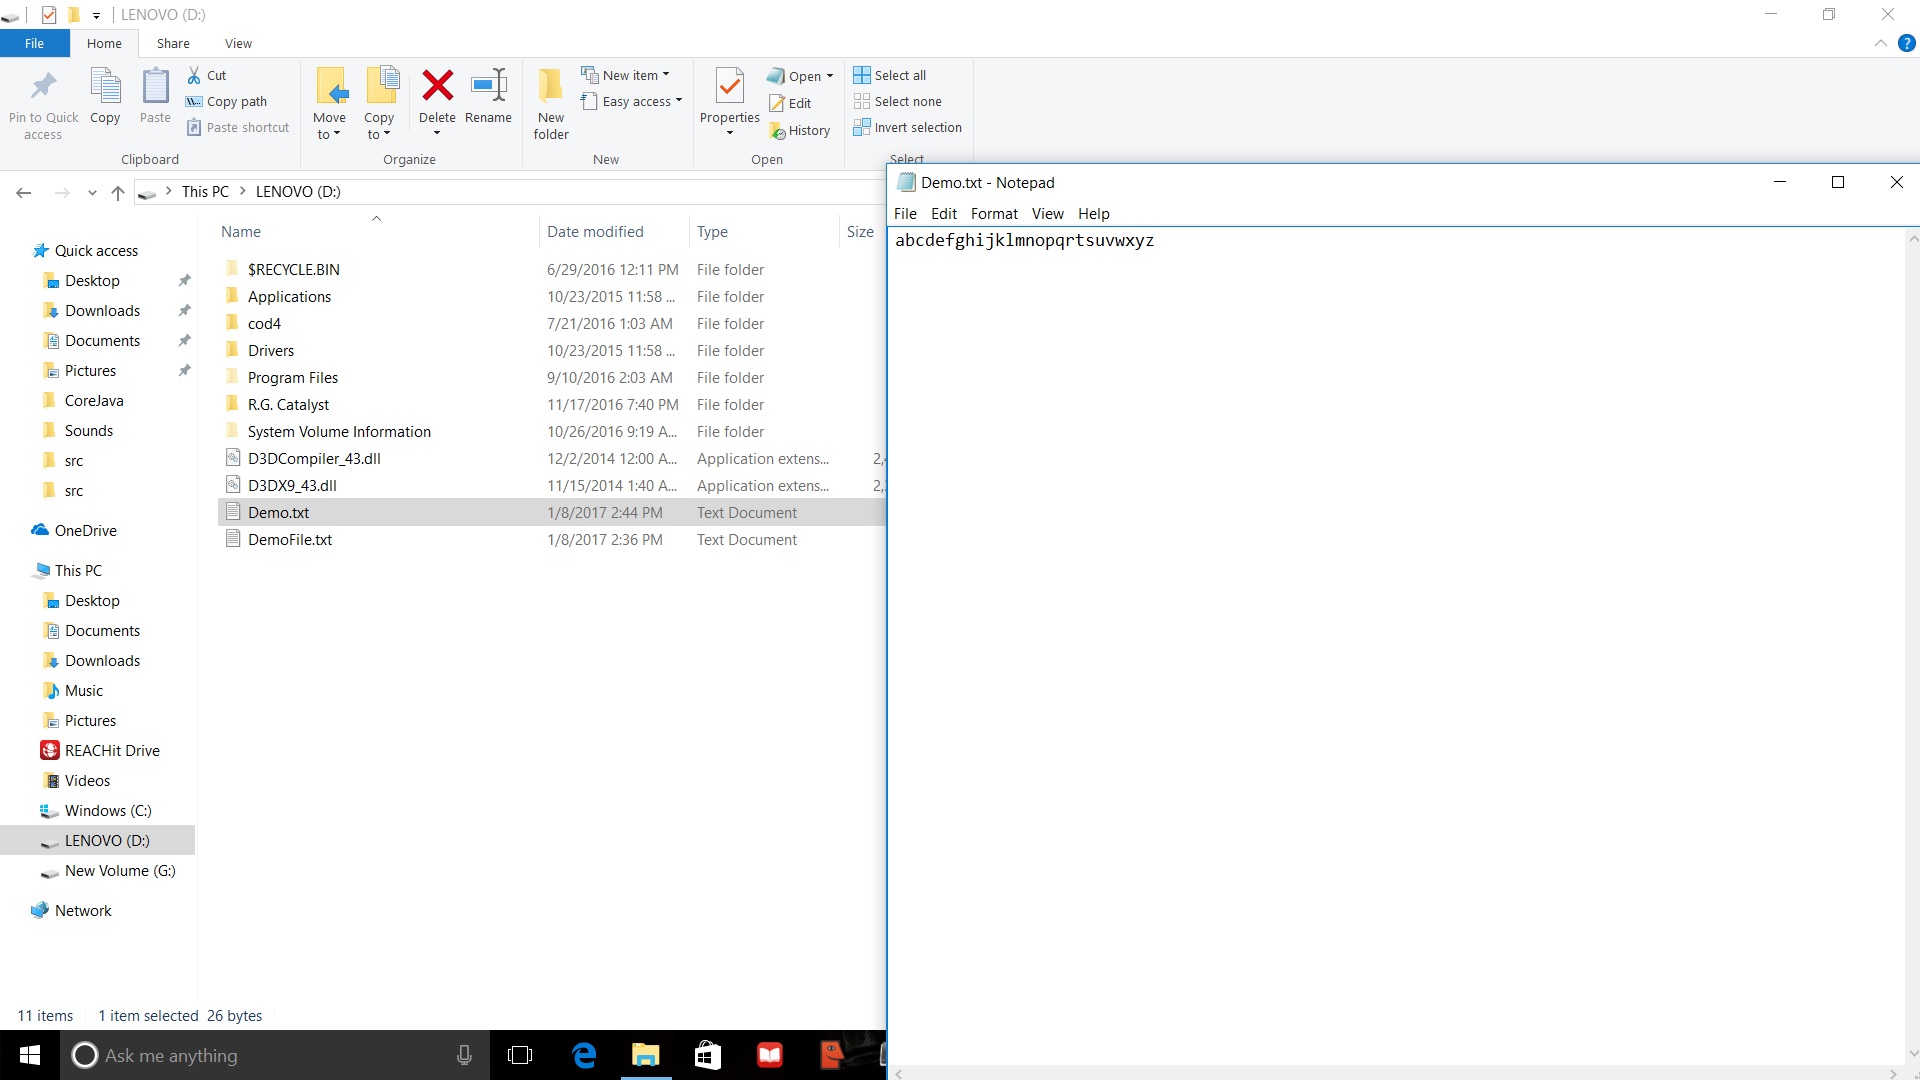 LENOVO (D:)
File Home Share View
Pin to Quick access
Copy
Paste
Cut
Copy path
Paste shortcut
Clipboard
Move to
Copy to
Delete
Rename
Organize
New folder
New item
Easy access
New
Properties
Open
Edit
History
Open
Select all
Select none
Invert selection
Select
This PC > LENOVO (D:)
Name Date modified Type Size
$RECYCLE.BIN 6/29/2016 12:11 PM File folder
Applications 10/23/2015 11:58 ... File folder
cod4 7/21/2016 1:03 AM File folder
Drivers 10/23/2015 11:58 ... File folder
Program Files 9/10/2016 2:03 AM File folder
R.G. Catalyst 11/17/2016 7:40 PM File folder
System Volume Information 10/26/2016 9:19 A... File folder
D3DCompiler_43.dll 12/2/2014 12:00 A... Application extens...
D3DX9_43.dll 11/15/2014 1:40 A... Application extens...
Demo.txt 1/8/2017 2:44 PM Text Document
DemoFile.txt 1/8/2017 2:36 PM Text Document
Quick access
Desktop
Downloads
Documents
Pictures
CoreJava
Sounds
src
src
OneDrive
This PC
Desktop
Documents
Downloads
Music
Pictures
REACHit Drive
Videos
Windows (C:)
LENOVO (D:)
New Volume (G:)
Network
11 items 1 item selected 26 bytes
Ask me anything
Demo.txt - Notepad
File Edit Format View Help
abcdefghijklmnopqrtsuvwxyz